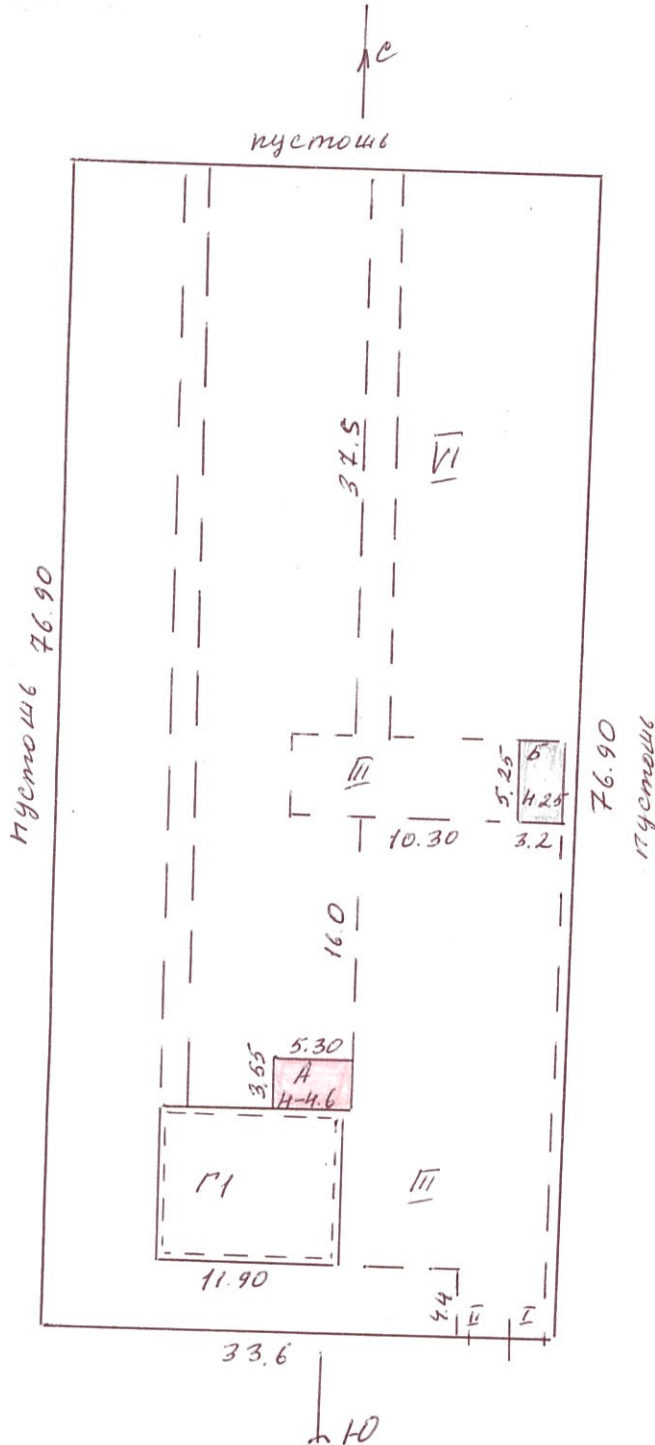 С
пустошь
37.5
VI
пустошь 76.90
76.90 пустошь
III
5.25
Б
H 25
10.30
3.2
16.0
5.30
3.55
А
H-4.6
Г1
III
11.90
4.4
II
I
33.6
Ю